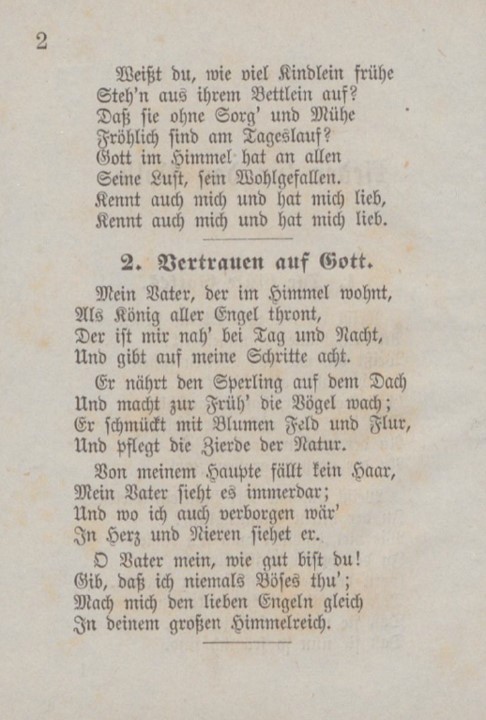 2
Weißt du, wie viel Kindlein frühe
Steh'n aus ihrem Bettlein auf?
Daß sie ohne Sorg' und Mühe
Fröhlich sind am Tageslauf?
Gott im Himmel hat an allen
Seine Lust, sein Wohlgefallen.
Kennt auch mich und hat mich lieb,
Kennt auch mich und hat mich lieb.
2. Vertrauen auf Gott.
Mein Vater, der im Himmel wohnt,
Als König aller Engel thront,
Der ist mir nah' bei Tag und Nacht,
Und gibt auf meine Schritte acht.
Er nährt den Sperling auf dem Dach
Und macht zur Früh' die Vögel wach;
Er schmückt mit Blumen Feld und Flur,
Und pflegt die Zierde der Natur.
Von meinem Haupte fällt kein Haar,
Mein Vater sieht es immerdar;
Und wo ich auch verborgen wär'
In Herz und Nieren siehet er.
O Vater mein, wie gut bist du!
Gib, daß ich niemals Böses thu';
Mach mich den lieben Engeln gleich
In deinem großen Himmelreich.